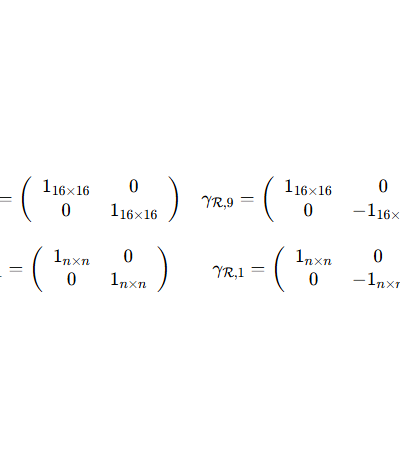 = ( 1_{16×16} 0 ; 0 1_{16×16} ) γ_{ℛ,9} = ( 1_{16×16} 0 ; 0 −1_{16×
= ( 1_{n×n} 0 ; 0 1_{n×n} ) γ_{ℛ,1} = ( 1_{n×n} 0 ; 0 −1_{n×n